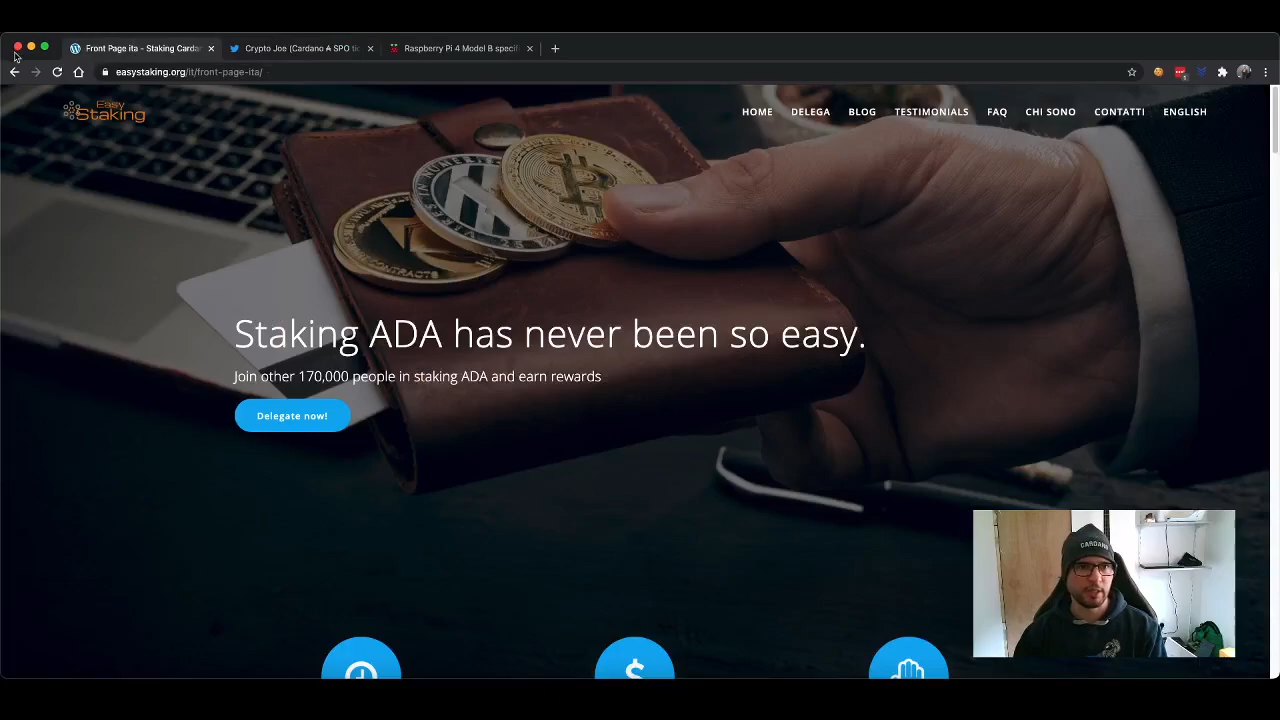 Front Page ita - Staking Cardan
Crypto Joe (Cardano ₳ SPO tic
Raspberry Pi 4 Model B specif
easystaking.org/it/front-page-ita/
Easy
Staking
HOME
DELEGA
BLOG
TESTIMONIALS
FAQ
CHI SONO
CONTATTI
ENGLISH
Staking ADA has never been so easy.
Join other 170,000 people in staking ADA and earn rewards
Delegate now!
CARDANO